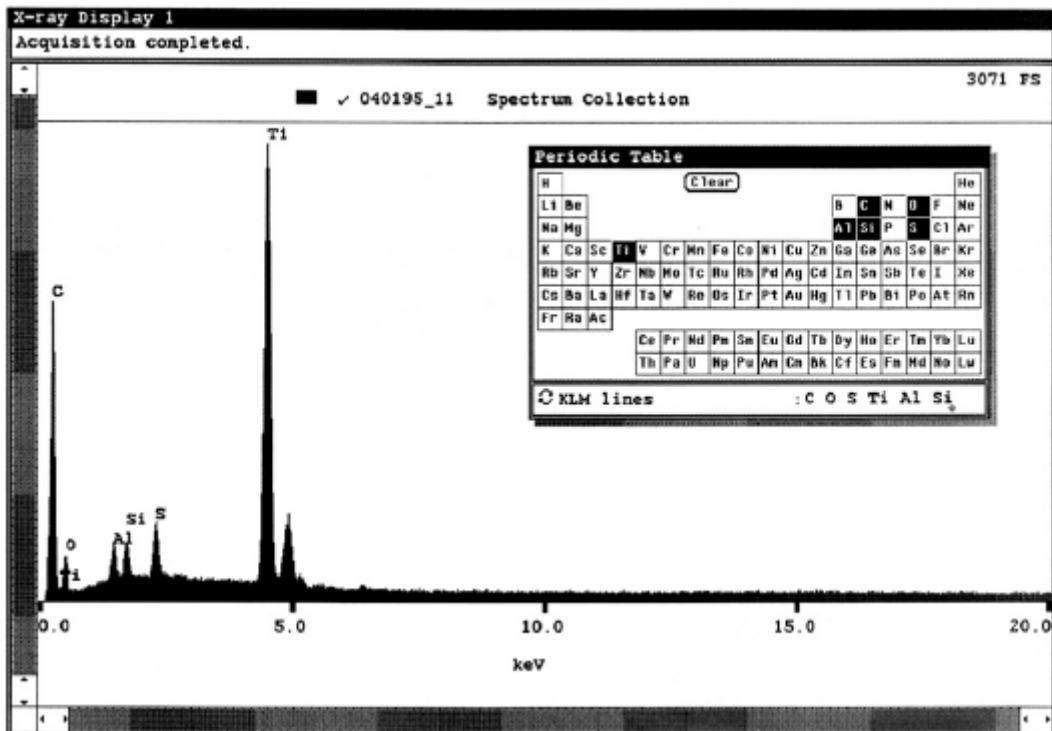 X-ray Display 1
Acquisition completed.
3071 FS
✓ 040195_11 Spectrum Collection
Ti
Periodic Table
H Clear He
Li Be B C N O F Ne
Na Mg Al Si P S Cl Ar
K Ca Sc Ti V Cr Mn Fe Co Ni Cu Zn Ga Ge As Se Br Kr
Rb Sr Y Zr Nb Mo Tc Ru Rh Pd Ag Cd In Sn Sb Te I Xe
Cs Ba La Hf Ta W Re Os Ir Pt Au Hg Tl Pb Bi Po At Rn
Fr Ra Ac
Ce Pr Nd Pm Sm Eu Gd Tb Dy Ho Er Tm Yb Lu
Th Pa U Np Pu Am Cm Bk Cf Es Fm Md No Lw
KLM lines :C O S Ti Al Si
C
Si S
O Al
Ti
0.0 5.0 10.0 15.0 20.0
keV